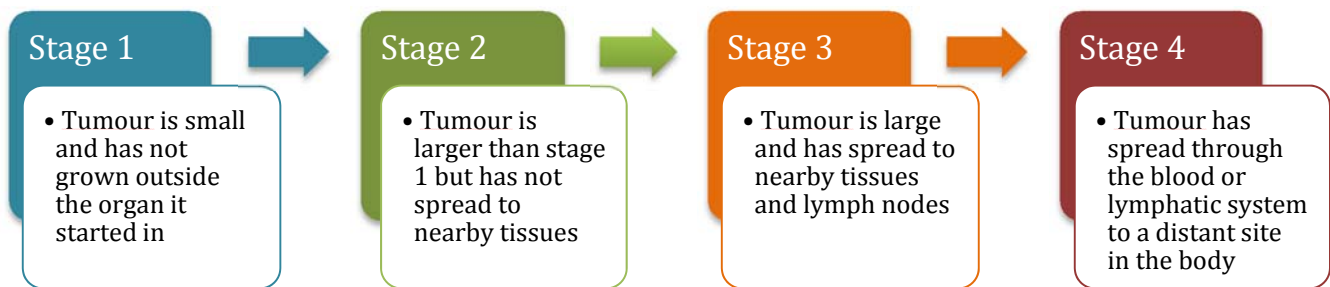 Stage 1
• Tumour is small
and has not
grown outside
the organ it
started in
Stage 2
• Tumour is
larger than stage
1 but has not
spread to
nearby tissues
Stage 3
• Tumour is large
and has spread to
nearby tissues
and lymph nodes
Stage 4
• Tumour has
spread through
the blood or
lymphatic system
to a distant site
in the body